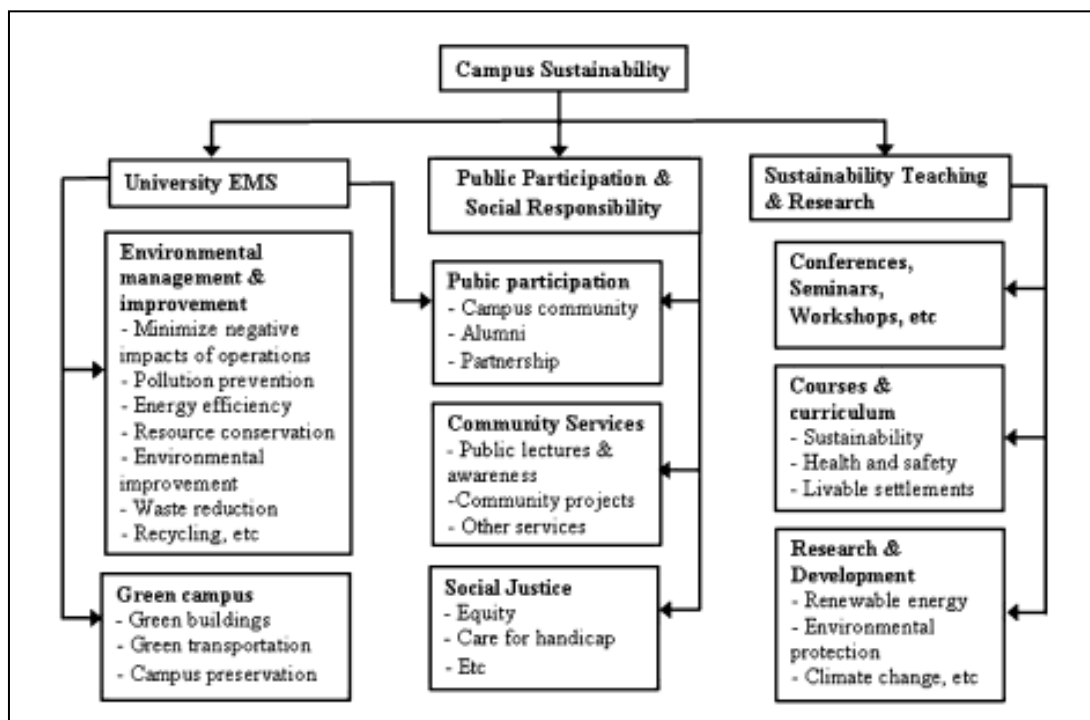 Campus Sustainability
University EMS
Public Participation &
Social Responsibility
Sustainability Teaching
& Research
Environmental
management &
improvement
- Minimize negative
impacts of operations
- Pollution prevention
- Energy efficiency
- Resource conservation
- Environmental
improvement
- Waste reduction
- Recycling, etc
Green campus
- Green buildings
- Green transportation
- Campus preservation
Pubic participation
- Campus community
- Alumni
- Partnership
Community Services
- Public lectures &
awareness
-Community projects
- Other services
Social Justice
- Equity
- Care for handicap
- Etc
Conferences,
Seminars,
Workshops, etc
Courses &
curriculum
- Sustainability
- Health and safety
- Livable settlements
Research &
Development
- Renewable energy
- Environmental
protection
- Climate change, etc